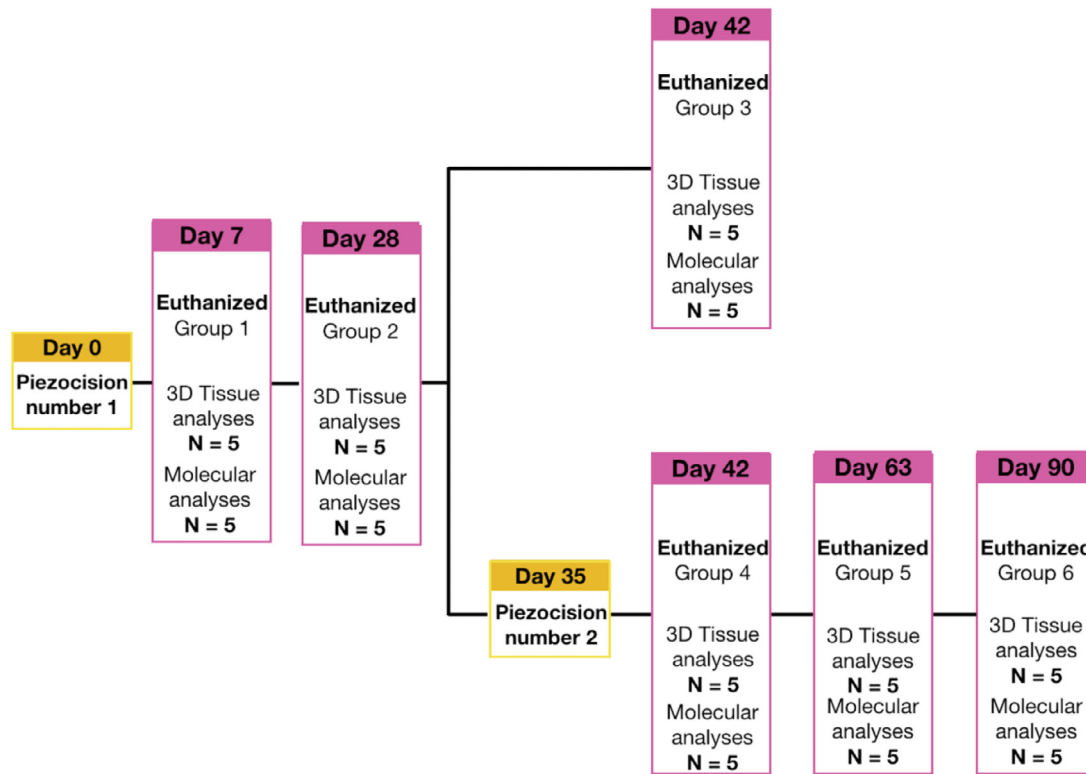 Day 0
Piezocision
number 1
Day 7
Euthanized
Group 1
3D Tissue
analyses
N = 5
Molecular
analyses
N = 5
Day 28
Euthanized
Group 2
3D Tissue
analyses
N = 5
Molecular
analyses
N = 5
Day 42
Euthanized
Group 3
3D Tissue
analyses
N = 5
Molecular
analyses
N = 5
Day 35
Piezocision
number 2
Day 42
Euthanized
Group 4
3D Tissue
analyses
N = 5
Molecular
analyses
N = 5
Day 63
Euthanized
Group 5
3D Tissue
analyses
N = 5
Molecular
analyses
N = 5
Day 90
Euthanized
Group 6
3D Tissue
analyses
N = 5
Molecular
analyses
N = 5